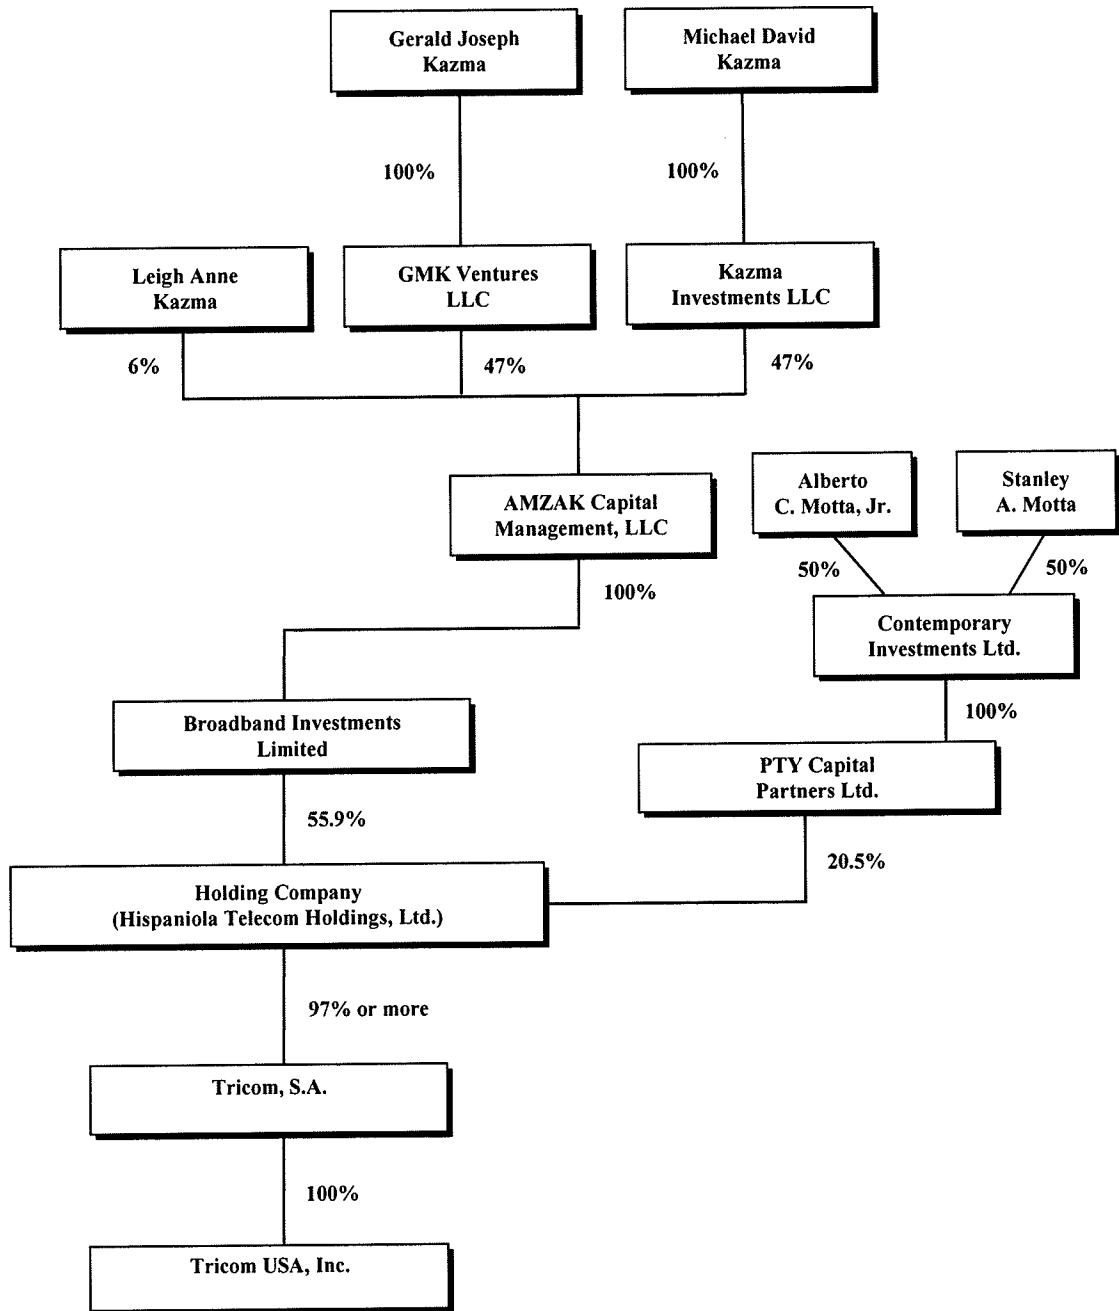 Gerald Joseph
Kazma
Michael David
Kazma
100%
100%
Leigh Anne
Kazma
GMK Ventures
LLC
Kazma
Investments LLC
6%
47%
47%
AMZAK Capital
Management, LLC
Alberto
C. Motta, Jr.
Stanley
A. Motta
50%
50%
100%
Contemporary
Investments Ltd.
100%
Broadband Investments
Limited
PTY Capital
Partners Ltd.
55.9%
20.5%
Holding Company
(Hispaniola Telecom Holdings, Ltd.)
97% or more
Tricom, S.A.
100%
Tricom USA, Inc.